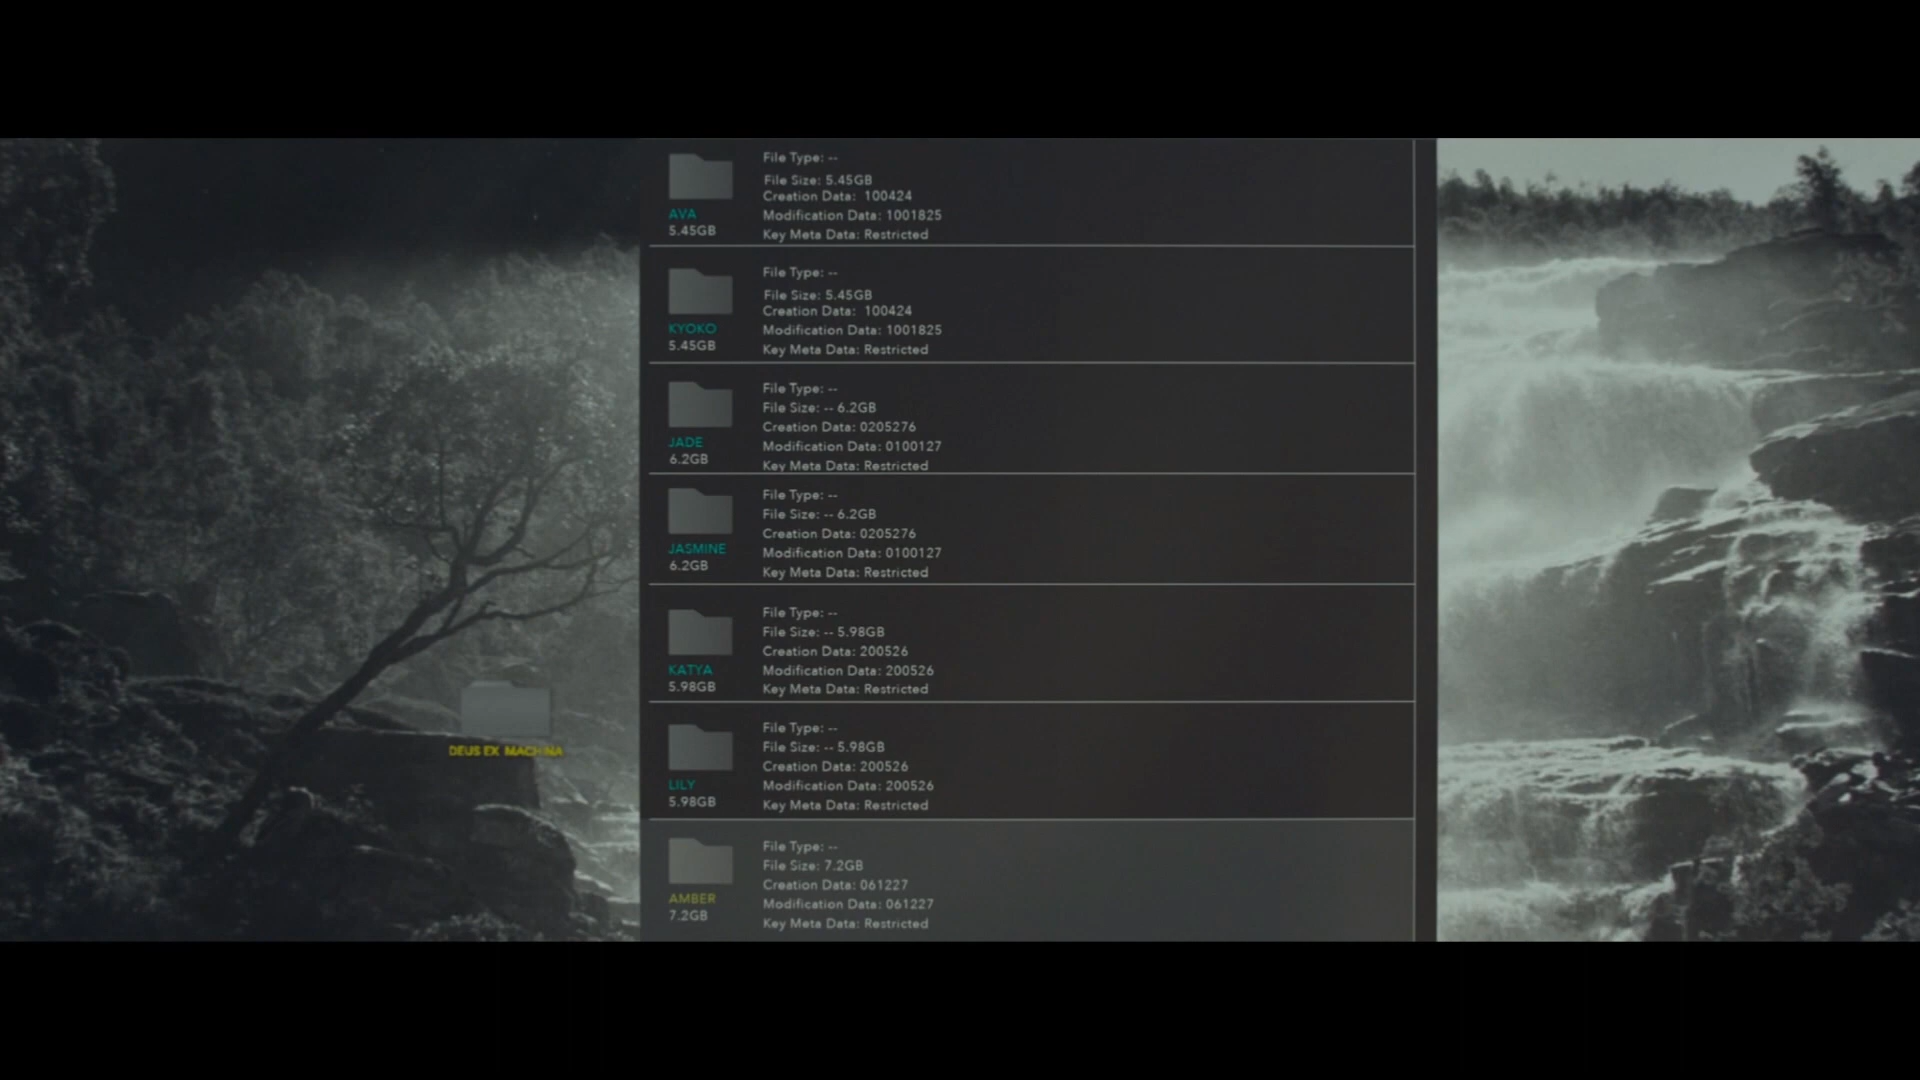 File Type: --
File Size: 5.45GB
Creation Data: 100424
AVA
Modification Data: 1001825
5.45GB
Key Meta Data: Restricted
File Type: --
File Size: 5.45GB
Creation Data: 100424
KYOKO
Modification Data: 1001825
5.45GB
Key Meta Data: Restricted
File Type: --
File Size: -- 6.2GB
Creation Data: 0205276
JADE
Modification Data: 0100127
6.2GB
Key Meta Data: Restricted
File Type: --
File Size: -- 6.2GB
Creation Data: 0205276
JASMINE
Modification Data: 0100127
6.2GB
Key Meta Data: Restricted
File Type: --
File Size: -- 5.98GB
Creation Data: 200526
KATYA
Modification Data: 200526
5.98GB
Key Meta Data: Restricted
DEUS EX MACHINA
File Type: --
File Size: -- 5.98GB
Creation Data: 200526
LILY
Modification Data: 200526
5.98GB
Key Meta Data: Restricted
File Type: --
File Size: 7.2GB
Creation Data: 061227
AMBER
Modification Data: 061227
7.2GB
Key Meta Data: Restricted